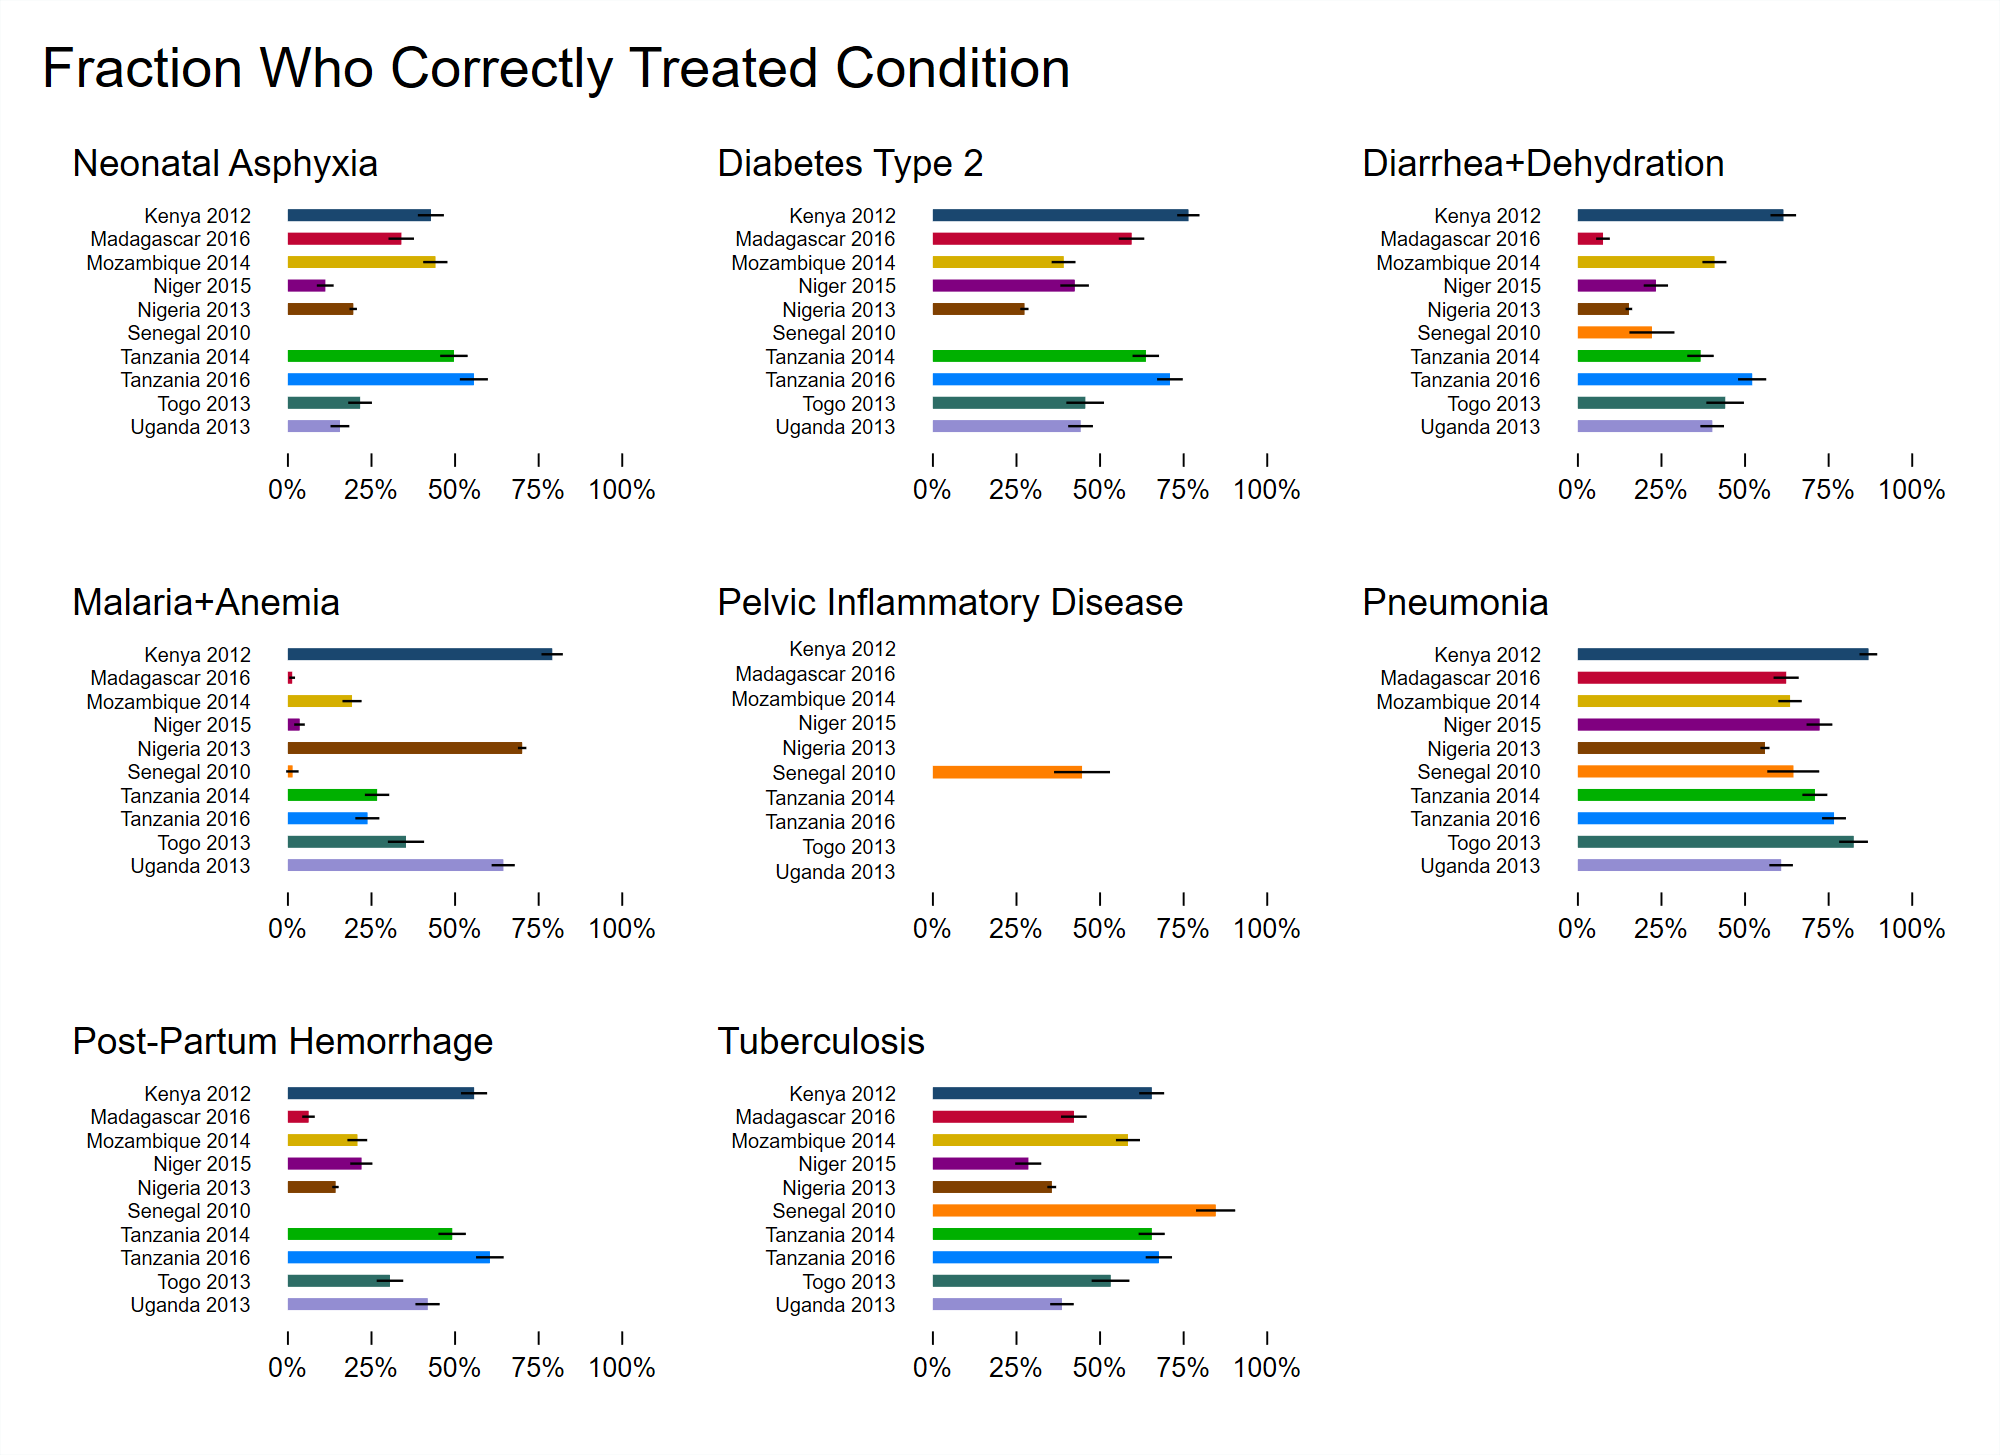 Fraction Who Correctly Treated Condition
Neonatal Asphyxia
Kenya 2012
Madagascar 2016
Mozambique 2014
Niger 2015
Nigeria 2013
Senegal 2010
Tanzania 2014
Tanzania 2016
Togo 2013
Uganda 2013
0% 25% 50% 75% 100%
Diabetes Type 2
Kenya 2012
Madagascar 2016
Mozambique 2014
Niger 2015
Nigeria 2013
Senegal 2010
Tanzania 2014
Tanzania 2016
Togo 2013
Uganda 2013
0% 25% 50% 75% 100%
Diarrhea+Dehydration
Kenya 2012
Madagascar 2016
Mozambique 2014
Niger 2015
Nigeria 2013
Senegal 2010
Tanzania 2014
Tanzania 2016
Togo 2013
Uganda 2013
0% 25% 50% 75% 100%
Malaria+Anemia
Kenya 2012
Madagascar 2016
Mozambique 2014
Niger 2015
Nigeria 2013
Senegal 2010
Tanzania 2014
Tanzania 2016
Togo 2013
Uganda 2013
0% 25% 50% 75% 100%
Pelvic Inflammatory Disease
Kenya 2012
Madagascar 2016
Mozambique 2014
Niger 2015
Nigeria 2013
Senegal 2010
Tanzania 2014
Tanzania 2016
Togo 2013
Uganda 2013
0% 25% 50% 75% 100%
Pneumonia
Kenya 2012
Madagascar 2016
Mozambique 2014
Niger 2015
Nigeria 2013
Senegal 2010
Tanzania 2014
Tanzania 2016
Togo 2013
Uganda 2013
0% 25% 50% 75% 100%
Post-Partum Hemorrhage
Kenya 2012
Madagascar 2016
Mozambique 2014
Niger 2015
Nigeria 2013
Senegal 2010
Tanzania 2014
Tanzania 2016
Togo 2013
Uganda 2013
0% 25% 50% 75% 100%
Tuberculosis
Kenya 2012
Madagascar 2016
Mozambique 2014
Niger 2015
Nigeria 2013
Senegal 2010
Tanzania 2014
Tanzania 2016
Togo 2013
Uganda 2013
0% 25% 50% 75% 100%